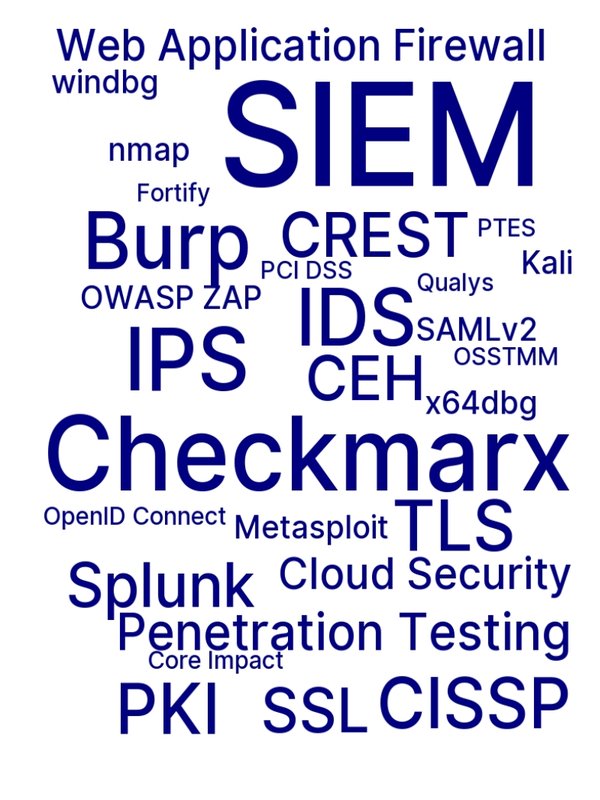 Web Application Firewall
windbg
SIEM
nmap
Fortify
Burp
CREST
PTES
Kali
PCI DSS
Qualys
OWASP ZAP
IDS
SAMLv2
IPS
OSSTMM
CEH
x64dbg
Checkmarx
OpenID Connect
Metasploit
TLS
Splunk
Cloud Security
Penetration Testing
Core Impact
PKI
SSL
CISSP